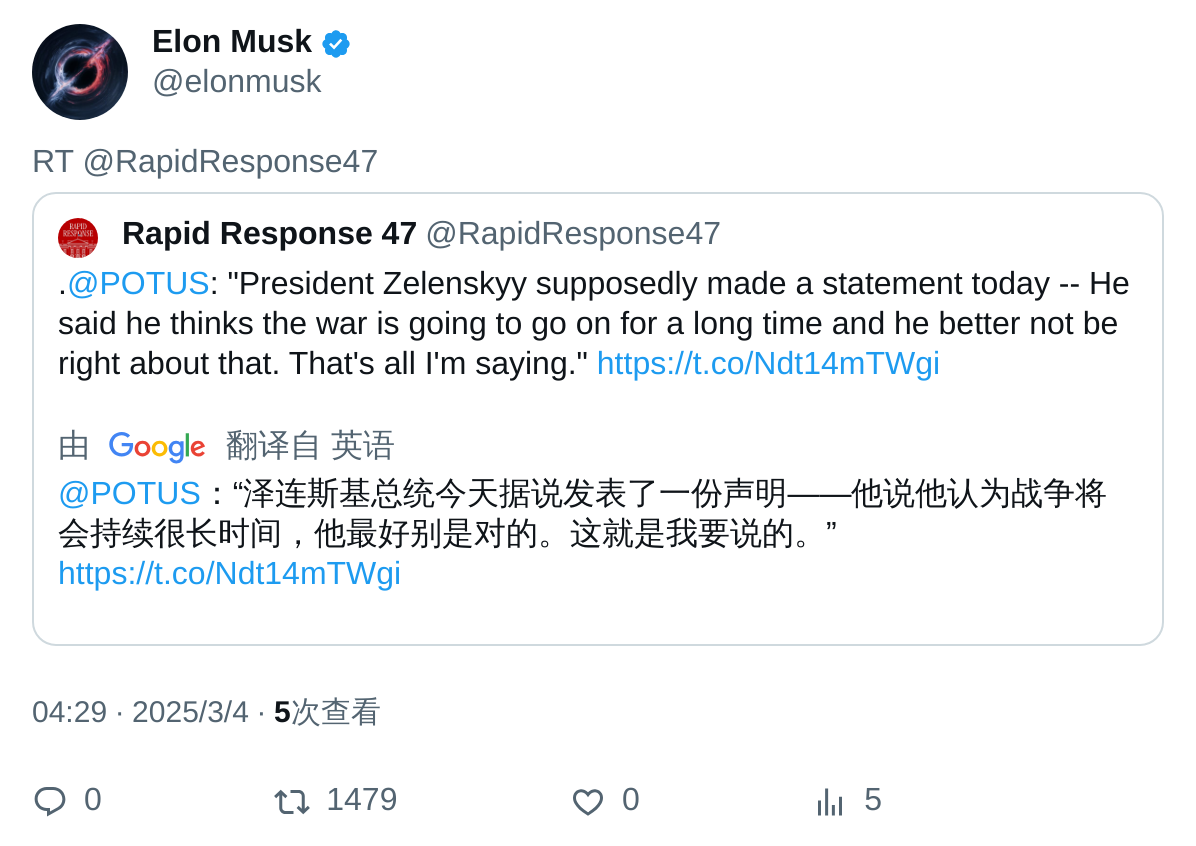 Elon Musk
@elonmusk
RT @RapidResponse47
RAPID
RESPONSE
Rapid Response 47 @RapidResponse47
.@POTUS: "President Zelenskyy supposedly made a statement today -- He
said he thinks the war is going to go on for a long time and he better not be
right about that. That's all I'm saying." https://t.co/Ndt14mTWgi
由 Google 翻译自 英语
@POTUS：“泽连斯基总统今天据说发表了一份声明——他说他认为战争将
会持续很长时间，他最好别是对的。这就是我要说的。”
https://t.co/Ndt14mTWgi
04:29 · 2025/3/4 · 5次查看
0 1479 0 5